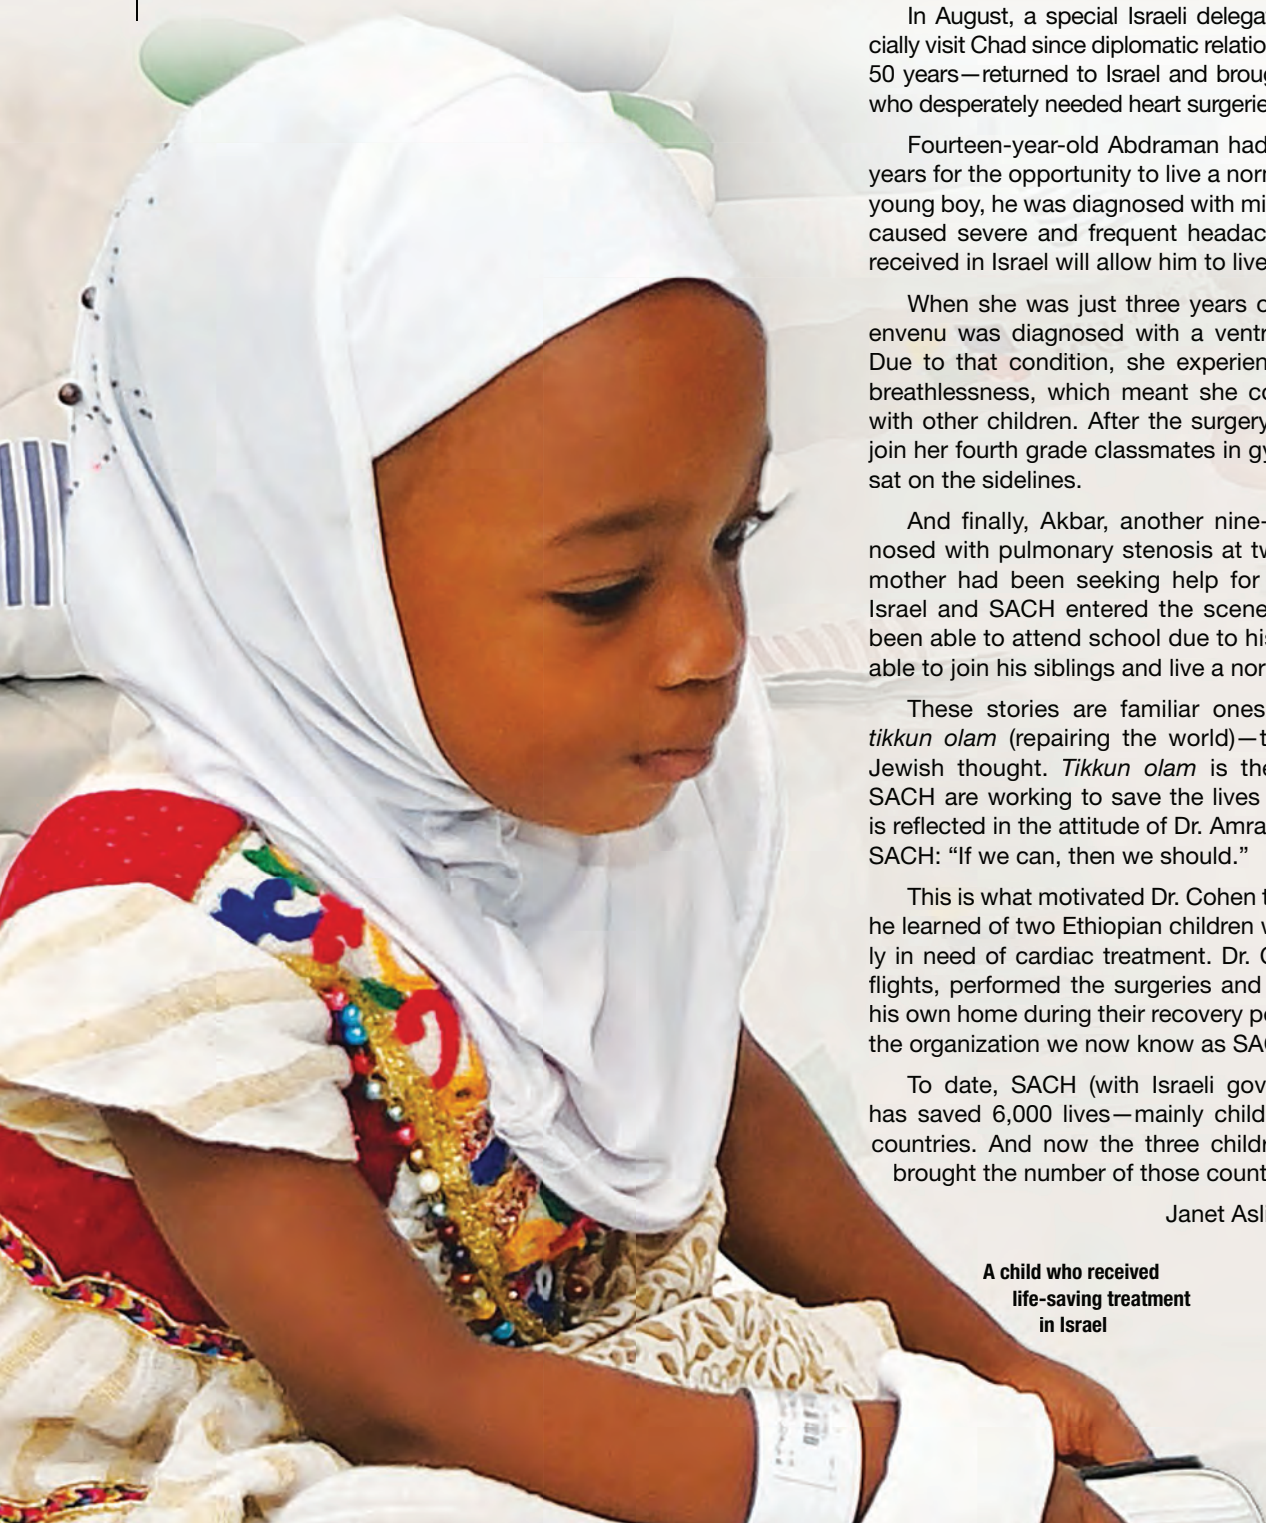 In August, a special Israeli delega
cially visit Chad since diplomatic relatio
50 years—returned to Israel and broug
who desperately needed heart surgerie
Fourteen-year-old Abdraman had
years for the opportunity to live a norr
young boy, he was diagnosed with mi
caused severe and frequent headac
received in Israel will allow him to live
When she was just three years o
envenu was diagnosed with a ventr
Due to that condition, she experien
breathlessness, which meant she co
with other children. After the surgery
join her fourth grade classmates in gy
sat on the sidelines.
And finally, Akbar, another nine-
nosed with pulmonary stenosis at tw
mother had been seeking help for
Israel and SACH entered the scene
been able to attend school due to his
able to join his siblings and live a nor
These stories are familiar ones
tikkun olam (repairing the world)—t
Jewish thought. Tikkun olam is the
SACH are working to save the lives
is reflected in the attitude of Dr. Amra
SACH: “If we can, then we should.”
This is what motivated Dr. Cohen t
he learned of two Ethiopian children w
ly in need of cardiac treatment. Dr. C
flights, performed the surgeries and
his own home during their recovery pe
the organization we now know as SAC
To date, SACH (with Israeli gov
has saved 6,000 lives—mainly child
countries. And now the three childr
brought the number of those count
Janet Asli
A child who received
life-saving treatment
in Israel